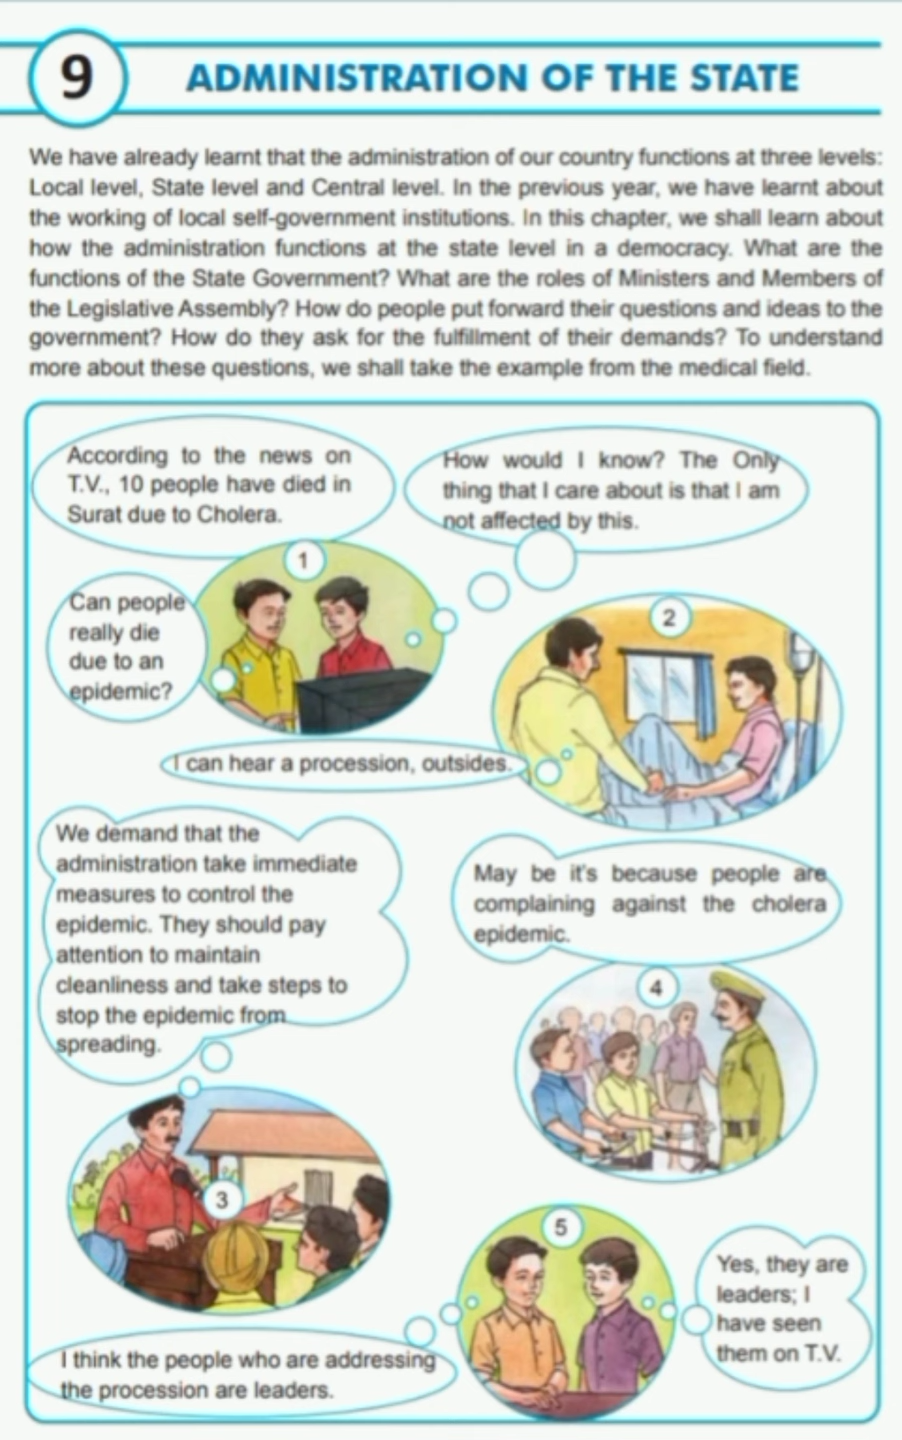 9
ADMINISTRATION OF THE STATE
We have already learnt that the administration of our country functions at three levels:
Local level, State level and Central level. In the previous year, we have learnt about
the working of local self-government institutions. In this chapter, we shall learn about
how the administration functions at the state level in a democracy. What are the
functions of the State Government? What are the roles of Ministers and Members of
the Legislative Assembly? How do people put forward their questions and ideas to the
government? How do they ask for the fulfillment of their demands? To understand
more about these questions, we shall take the example from the medical field.
According to the news on
T.V., 10 people have died in
Surat due to Cholera.
How would I know? The Only
thing that I care about is that I am
not affected by this.
1
Can people
really die
due to an
epidemic?
2
I can hear a procession, outsides.
We demand that the
administration take immediate
measures to control the
epidemic. They should pay
attention to maintain
cleanliness and take steps to
stop the epidemic from
spreading.
May be it's because people are
complaining against the cholera
epidemic.
4
3
5
Yes, they are
leaders; I
have seen
them on T.V.
I think the people who are addressing
the procession are leaders.